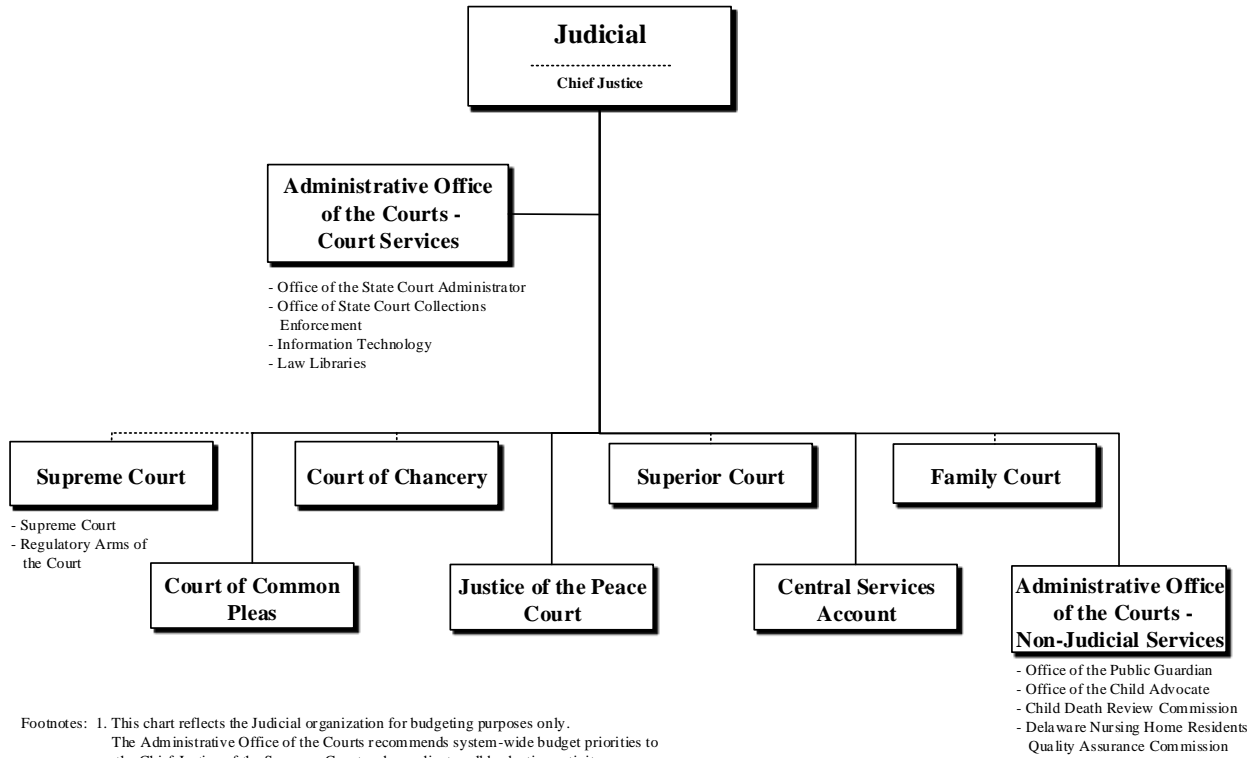 Judicial
Chief Justice
Administrative Office
of the Courts -
Court Services
- Office of the State Court Administrator
- Office of State Court Collections
Enforcement
- Information Technology
- Law Libraries
Supreme Court
- Supreme Court
- Regulatory Arms of
the Court
Court of Chancery
Superior Court
Family Court
Court of Common
Pleas
Justice of the Peace
Court
Central Services
Account
Administrative Office
of the Courts -
Non-Judicial Services
- Office of the Public Guardian
- Office of the Child Advocate
- Child Death Review Commission
- Delaware Nursing Home Residents
Quality Assurance Commission
Footnotes: 1. This chart reflects the Judicial organization for budgeting purposes only.
The Administrative Office of the Courts recommends system-wide budget priorities to